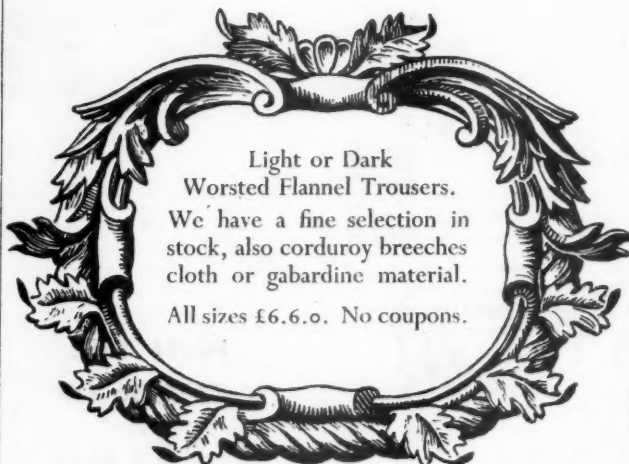 Light or Dark
Worsted Flannel Trousers.
We have a fine selection in
stock, also corduroy breeches
cloth or gabardine material.
All sizes £6.6.0. No coupons.